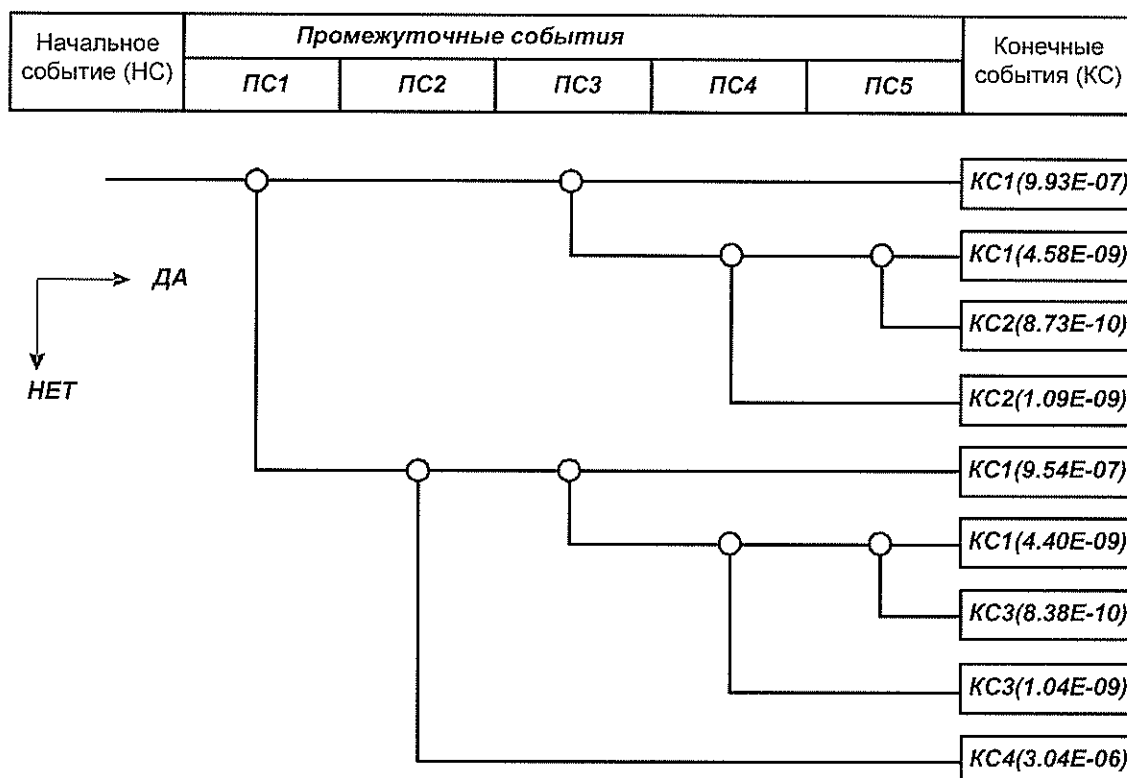 Начальное
событие (НС)
Промежуточные события
ПС1 ПС2 ПС3 ПС4 ПС5
Конечные
события (КС)
КС1(9.93E-07)
КС1(4.58E-09)
ДА
КС2(8.73E-10)
НЕТ
КС2(1.09E-09)
КС1(9.54E-07)
КС1(4.40E-09)
КС3(8.38E-10)
КС3(1.04E-09)
КС4(3.04E-06)